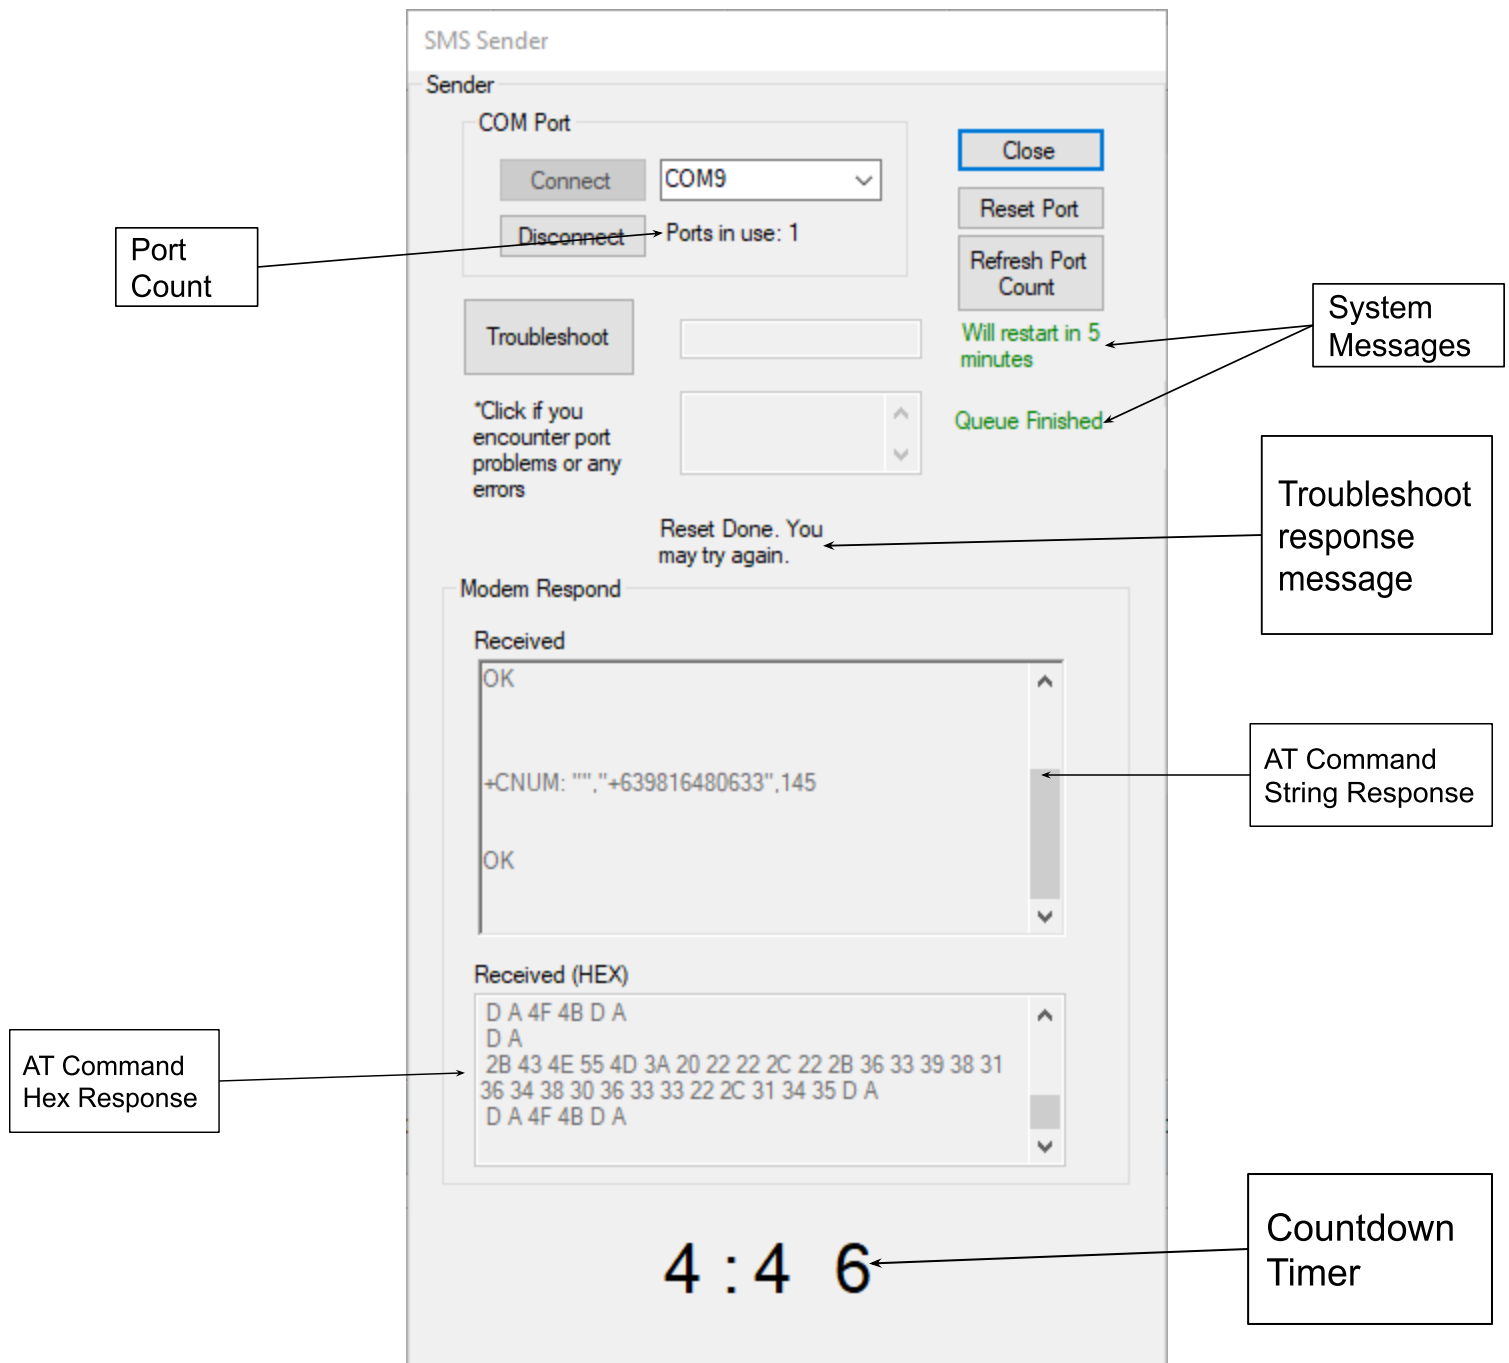 SMS Sender
Sender
COM Port
Connect
COM9
Close
Disconnect
Ports in use: 1
Reset Port
Refresh Port
Count
Port
Count
Troubleshoot
Will restart in 5
minutes
System
Messages
*Click if you
encounter port
problems or any
errors
Queue Finished
Reset Done. You
may try again.
Troubleshoot
response
message
Modem Respond
Received
OK
+CNUM: "","+639816480633",145
OK
AT Command
String Response
Received (HEX)
D A 4F 4B D A
D A
2B 43 4E 55 4D 3A 20 22 22 2C 22 2B 36 33 39 38 31
36 34 38 30 36 33 33 22 2C 31 34 35 D A
D A 4F 4B D A
AT Command
Hex Response
4 : 4 6
Countdown
Timer